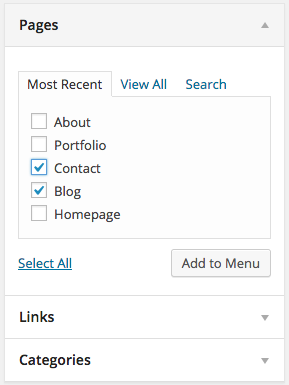 Pages
Most Recent View All Search
About
Portfolio
Contact
Blog
Homepage
Select All Add to Menu
Links
Categories